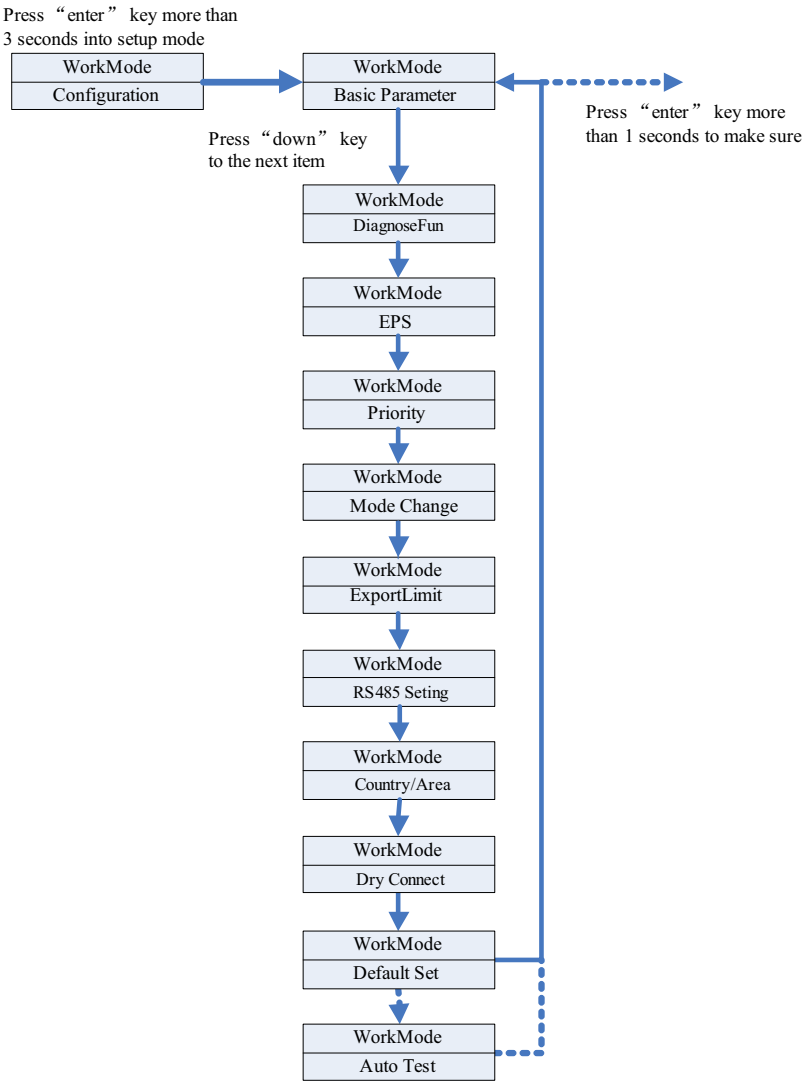 Press “enter” key more than
3 seconds into setup mode
WorkMode
Configuration
WorkMode
Basic Parameter
Press “enter” key more
than 1 seconds to make sure
Press “down” key
to the next item
WorkMode
DiagnoseFun
WorkMode
EPS
WorkMode
Priority
WorkMode
Mode Change
WorkMode
ExportLimit
WorkMode
RS485 Seting
WorkMode
Country/Area
WorkMode
Dry Connect
WorkMode
Default Set
WorkMode
Auto Test